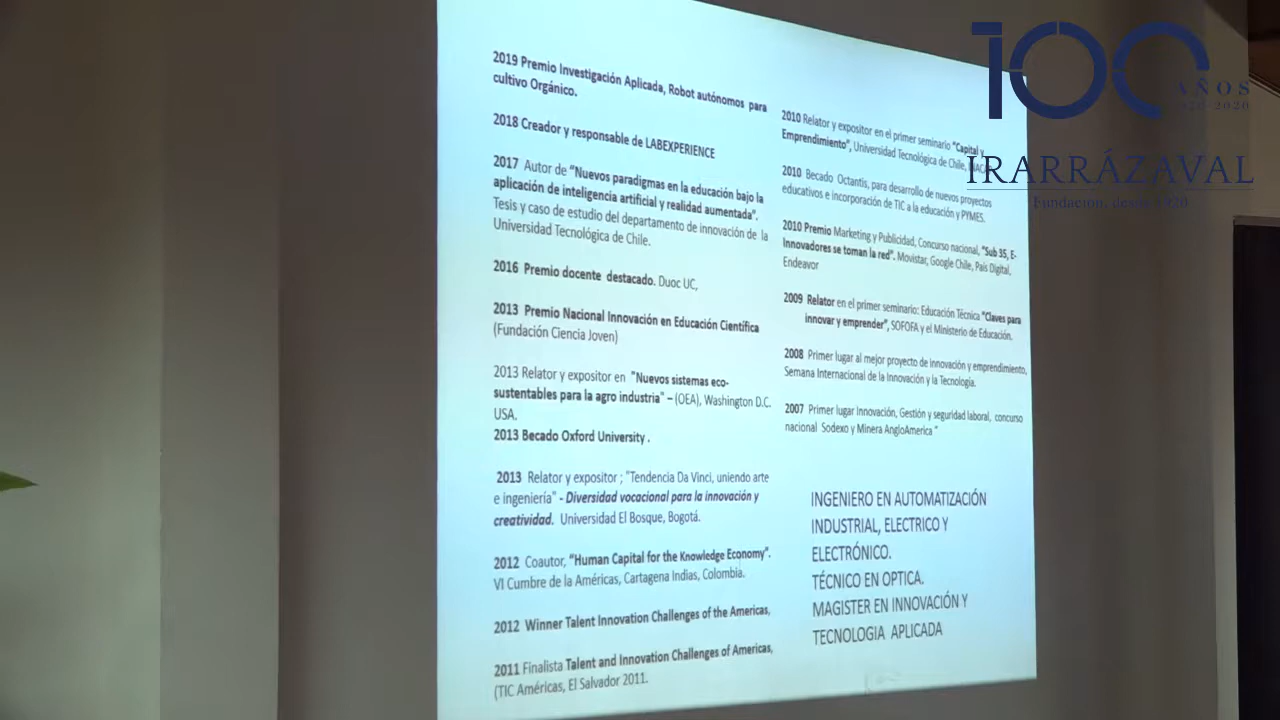 2019 Premio Investigación Aplicada, Robot autónomos para
cultivo Orgánico.
2018 Creador y responsable de LABEXPERIENCE
2017 Autor de "Nuevos paradigmas en la educación bajo la
aplicación de inteligencia artificial y realidad aumentada".
Tesis y caso de estudio del departamento de innovación de la
Universidad Tecnológica de Chile.
2016 Premio docente destacado. Duoc UC,
2013 Premio Nacional Innovación en Educación Científica
(Fundación Ciencia Joven)
2013 Relator y expositor en "Nuevos sistemas eco-
sustentables para la agro industria" – (OEA), Washington D.C.
USA.
2013 Becado Oxford University .
2013 Relator y expositor ; "Tendencia Da Vinci, uniendo arte
e ingeniería" - Diversidad vocacional para la innovación y
creatividad. Universidad El Bosque, Bogotá.
2012 Coautor, "Human Capital for the Knowledge Economy".
VI Cumbre de la Américas, Cartagena Indias, Colombia.
2012 Winner Talent Innovation Challenges of the Americas,
2011 Finalista Talent and Innovation Challenges of Americas,
(TIC Américas, El Salvador 2011.
2010 Relator y expositor en el primer seminario "Capital y
Emprendimiento", Universidad Tecnológica de Chile,
2010 Becado Octantis, para desarrollo de nuevos proyectos
educativos e incorporación de TIC a la educación y PYMES.
2010 Premio Marketing y Publicidad, Concurso nacional, "Sub 35, E-
Innovadores se toman la red". Movistar, Google Chile, País Digital,
Endeavor
2009 Relator en el primer seminario: Educación Técnica "Claves para
innovar y emprender", SOFOFA y el Ministerio de Educación.
2008 Primer lugar al mejor proyecto de innovación y emprendimiento,
Semana Internacional de la Innovación y la Tecnología.
2007 Primer lugar Innovación, Gestión y seguridad laboral, concurso
nacional Sodexo y Minera AngloAmerica "
INGENIERO EN AUTOMATIZACIÓN
INDUSTRIAL, ELECTRICO Y
ELECTRÓNICO.
TÉCNICO EN OPTICA.
MAGISTER EN INNOVACIÓN Y
TECNOLOGIA APLICADA
100 AÑOS
IRARRÁZAVAL
Fundación, desde 1920